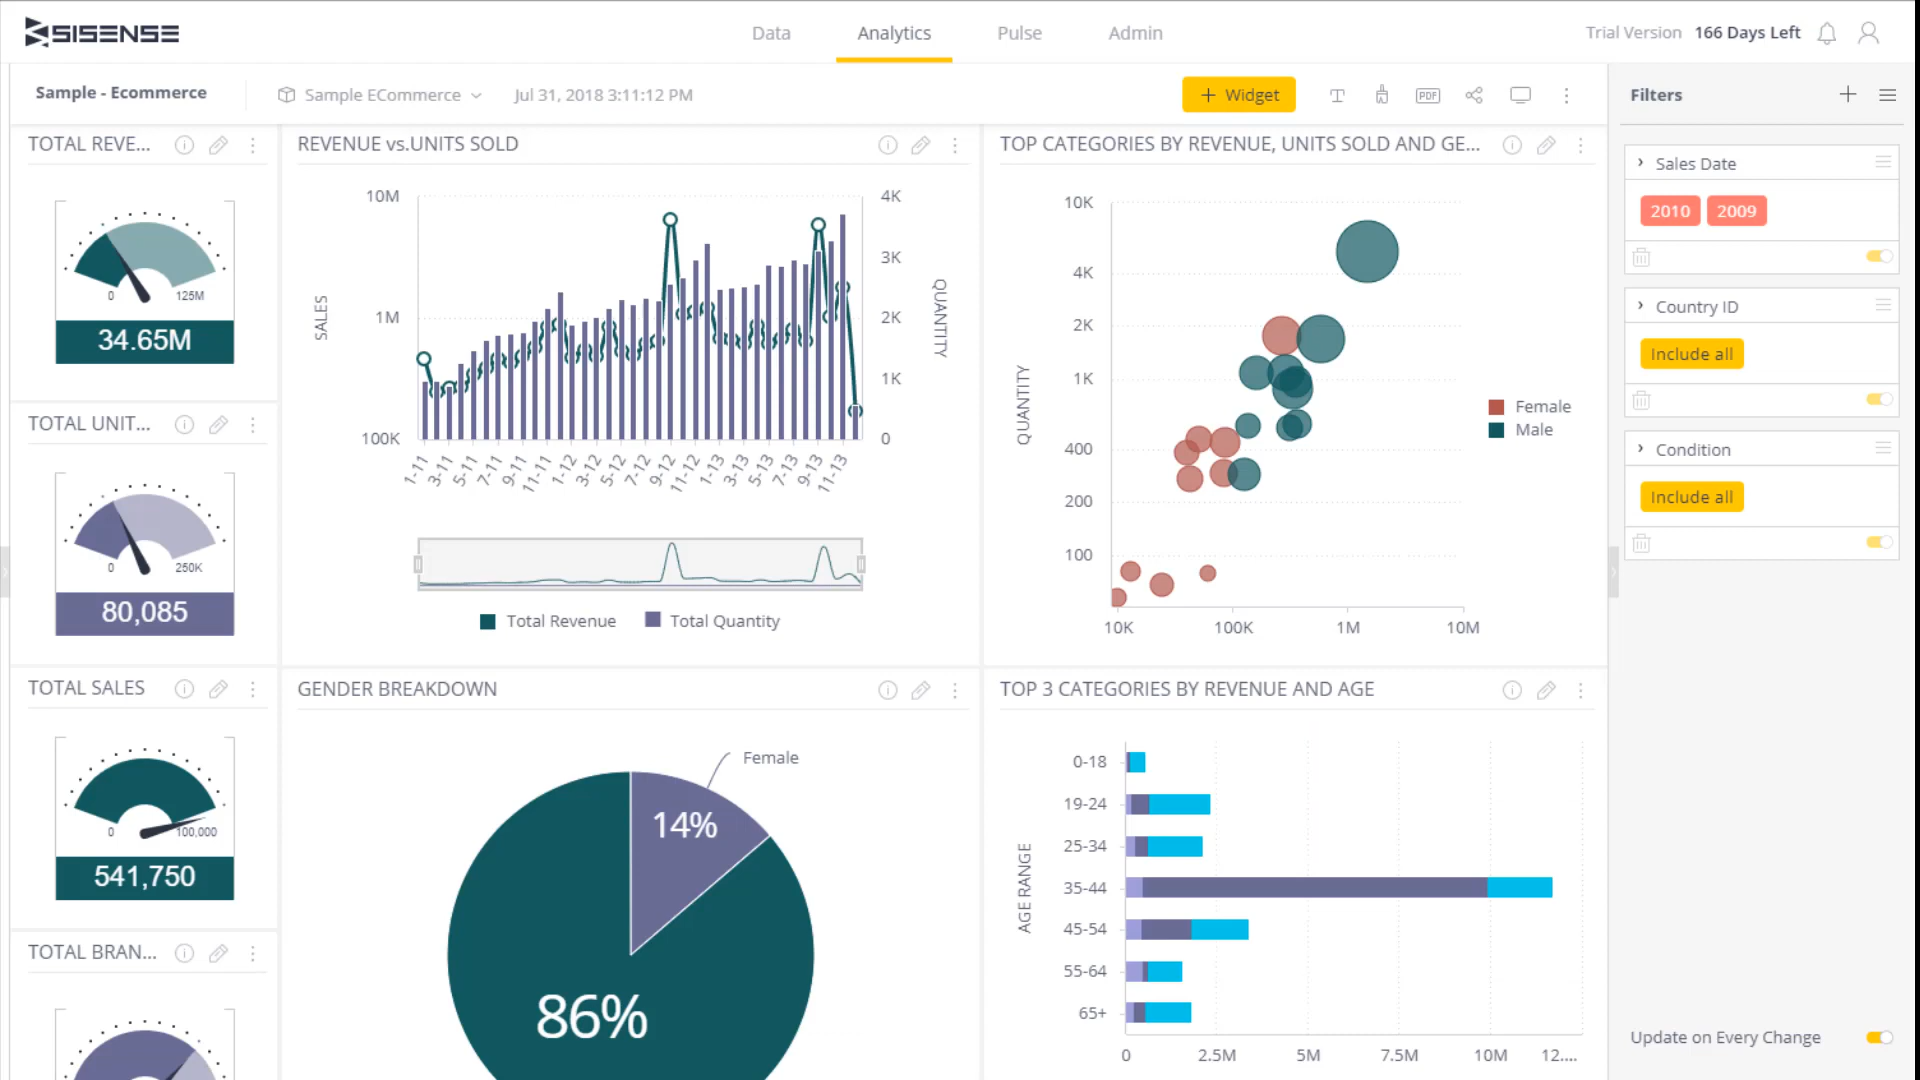 SISENSE
Data
Analytics
Pulse
Admin
Trial Version 166 Days Left
Sample - Ecommerce
Sample ECommerce
Jul 31, 2018 3:11:12 PM
+ Widget
PDF
TOTAL REVE...
0
125M
34.65M
TOTAL UNIT...
0
250K
80,085
TOTAL SALES
0
100,000
541,750
TOTAL BRAN...
REVENUE vs.UNITS SOLD
10M
1M
100K
SALES
4K
3K
2K
1K
0
QUANTITY
1-11
3-11
5-11
7-11
9-11
11-11
1-12
3-12
5-12
7-12
9-12
11-12
1-13
3-13
5-13
7-13
9-13
11-13
Total Revenue
Total Quantity
TOP CATEGORIES BY REVENUE, UNITS SOLD AND GE...
10K
4K
2K
1K
400
200
100
QUANTITY
10K
100K
1M
10M
Female
Male
GENDER BREAKDOWN
Female
14%
86%
TOP 3 CATEGORIES BY REVENUE AND AGE
AGE RANGE
0-18
19-24
25-34
35-44
45-54
55-64
65+
0
2.5M
5M
7.5M
10M
12....
Filters
Sales Date
2010
2009
Country ID
Include all
Condition
Include all
Update on Every Change